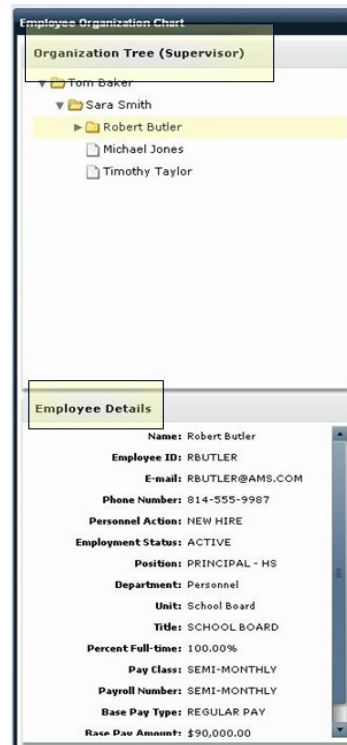 Employee Organization Chart
Organization Tree (Supervisor)
Tom Baker
Sara Smith
Robert Butler
Michael Jones
Timothy Taylor
Employee Details
Name: Robert Butler
Employee ID: RBUTLER
E-mail: RBUTLER@AMS.COM
Phone Number: 814-555-9987
Personnel Action: NEW HIRE
Employment Status: ACTIVE
Position: PRINCIPAL - HS
Department: Personnel
Unit: School Board
Title: SCHOOL BOARD
Percent Full-time: 100.00%
Pay Class: SEMI-MONTHLY
Payroll Number: SEMI-MONTHLY
Base Pay Type: REGULAR PAY
Base Pay Amount: $90,000.00